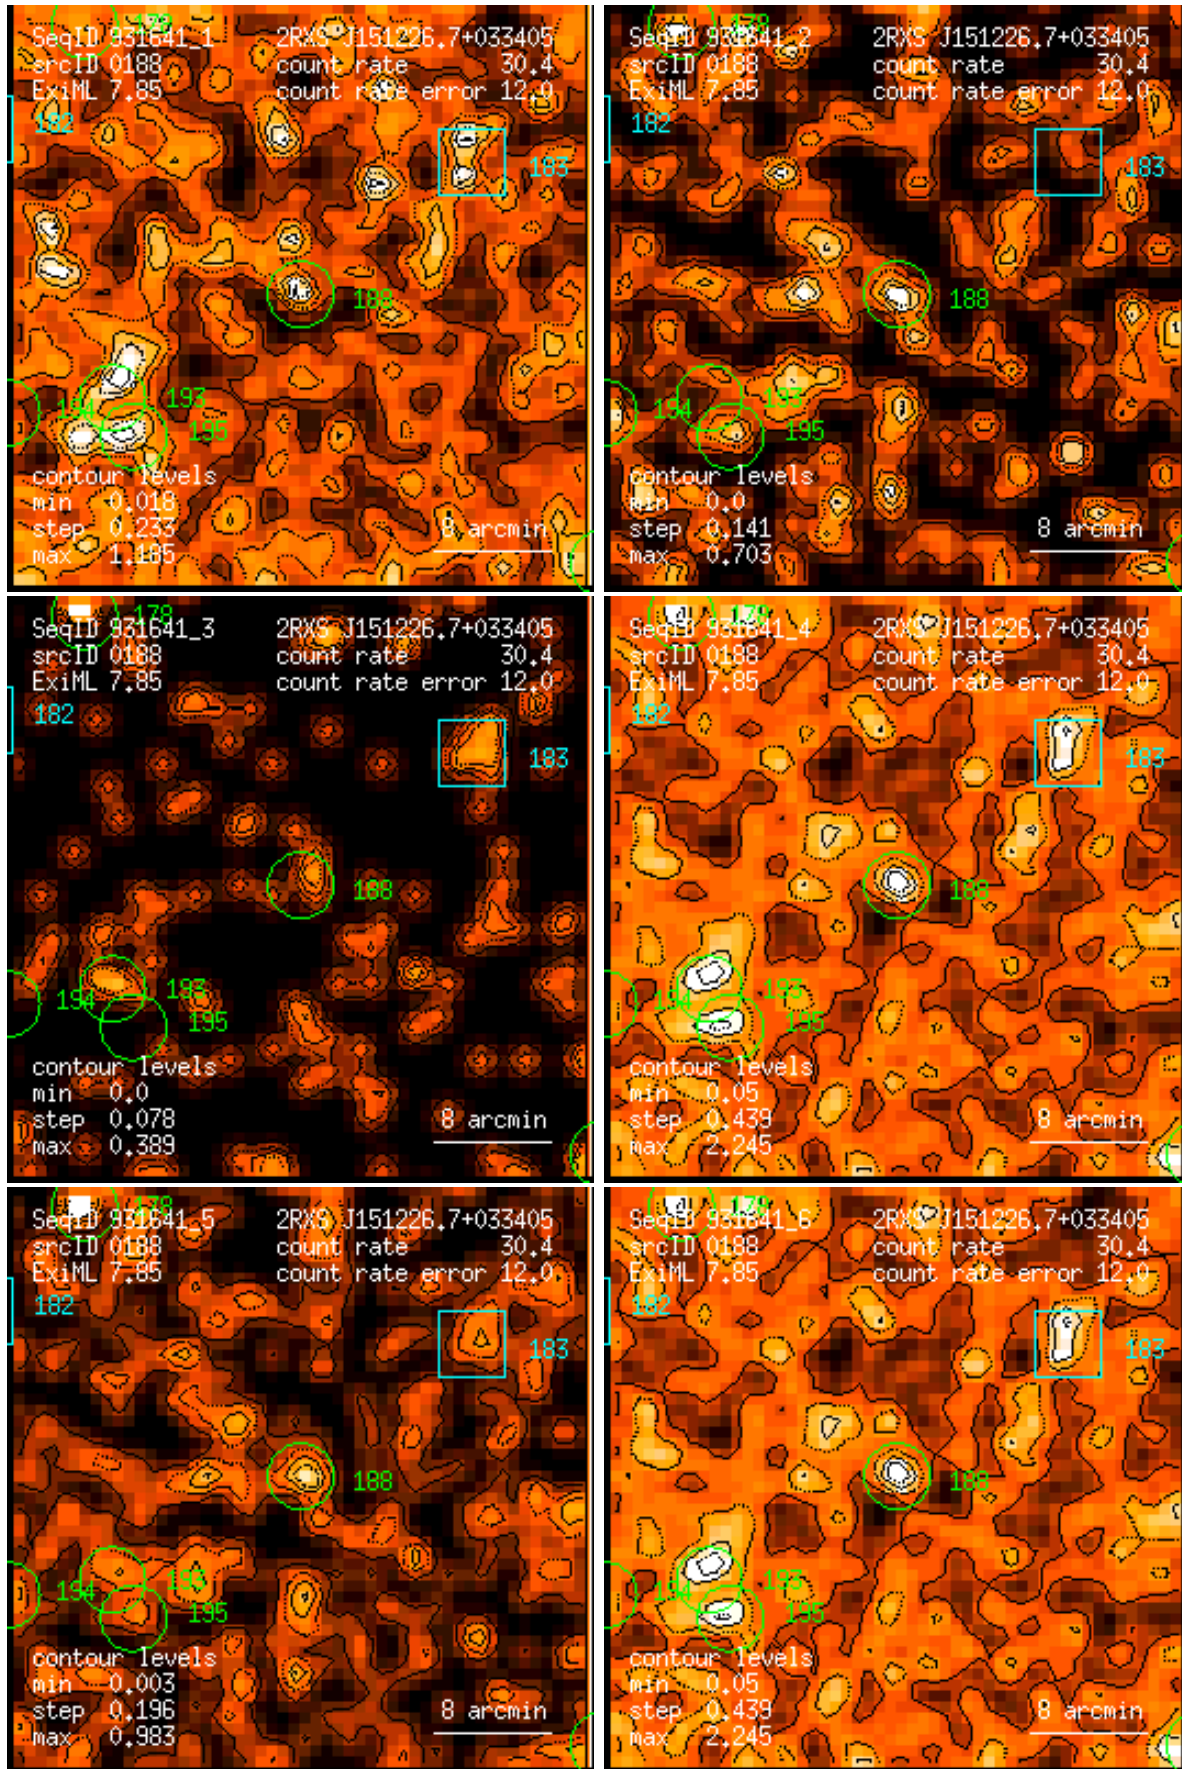 179
SeqID 931641_1 2RXS J151226.7+033405
srcID 0188 count rate 30.4
ExiML 7.85 count rate error 12.0
182
183
188
193
194
195
contour levels
min 0.018
step 0.233
max 1.185
8 arcmin
179
SeqID 931641_2 2RXS J151226.7+033405
srcID 0188 count rate 30.4
ExiML 7.85 count rate error 12.0
182
183
188
193
194
195
contour levels
min 0.0
step 0.141
max 0.703
8 arcmin
179
SeqID 931641_3 2RXS J151226.7+033405
srcID 0188 count rate 30.4
ExiML 7.85 count rate error 12.0
182
183
188
193
194
195
contour levels
min 0.0
step 0.078
max 0.389
8 arcmin
179
SeqID 931641_4 2RXS J151226.7+033405
srcID 0188 count rate 30.4
ExiML 7.85 count rate error 12.0
182
183
188
193
194
195
contour levels
min 0.05
step 0.439
max 2.245
8 arcmin
179
SeqID 931641_5 2RXS J151226.7+033405
srcID 0188 count rate 30.4
ExiML 7.85 count rate error 12.0
182
183
188
193
194
195
contour levels
min 0.003
step 0.196
max 0.983
8 arcmin
179
SeqID 931641_6 2RXS J151226.7+033405
srcID 0188 count rate 30.4
ExiML 7.85 count rate error 12.0
182
183
188
193
194
195
contour levels
min 0.05
step 0.439
max 2.245
8 arcmin